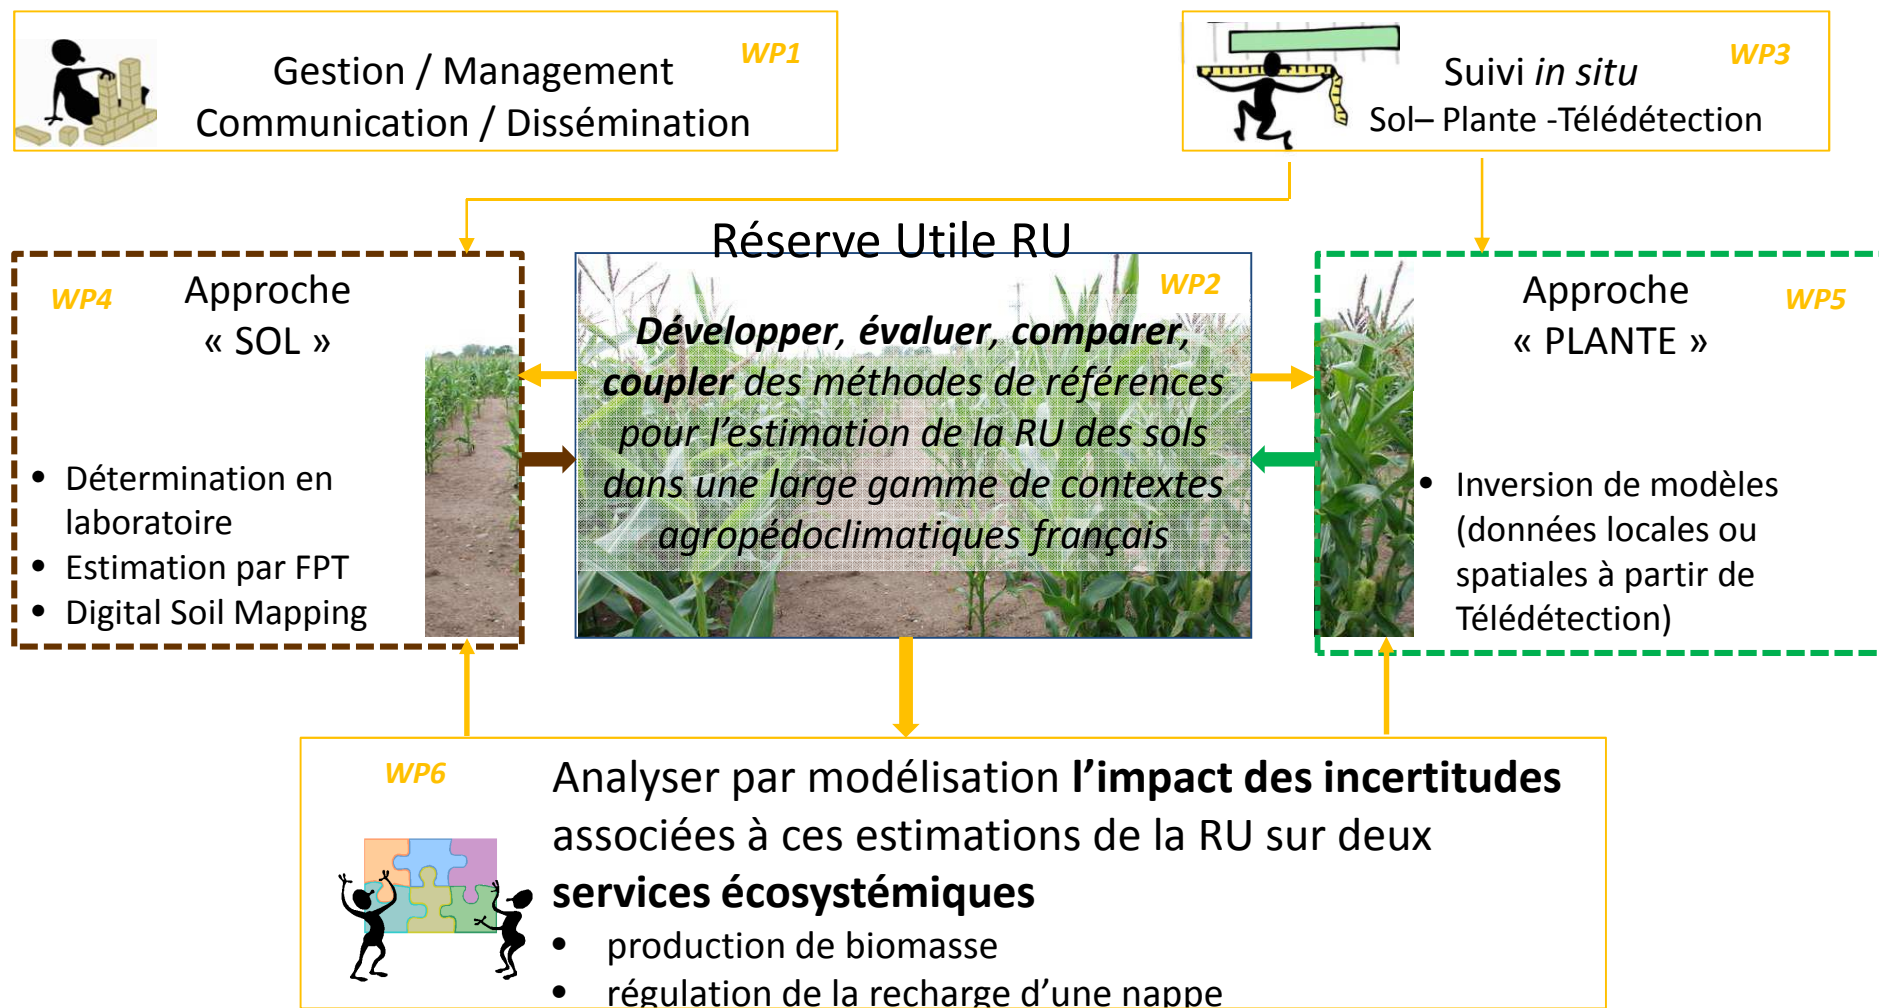 WP1
Gestion / Management
Communication / Dissémination
WP3
Suivi in situ
Sol– Plante -Télédétection
Réserve Utile RU
WP4
Approche
« SOL »
• Détermination en
laboratoire
• Estimation par FPT
• Digital Soil Mapping
WP2
Développer, évaluer, comparer,
coupler des méthodes de références
pour l'estimation de la RU des sols
dans une large gamme de contextes
agropédoclimatiques français
Approche
« PLANTE »
WP5
• Inversion de modèles
(données locales ou
spatiales à partir de
Télédétection)
WP6
Analyser par modélisation l’impact des incertitudes
associées à ces estimations de la RU sur deux
services écosystémiques
• production de biomasse
• régulation de la recharge d’une nappe